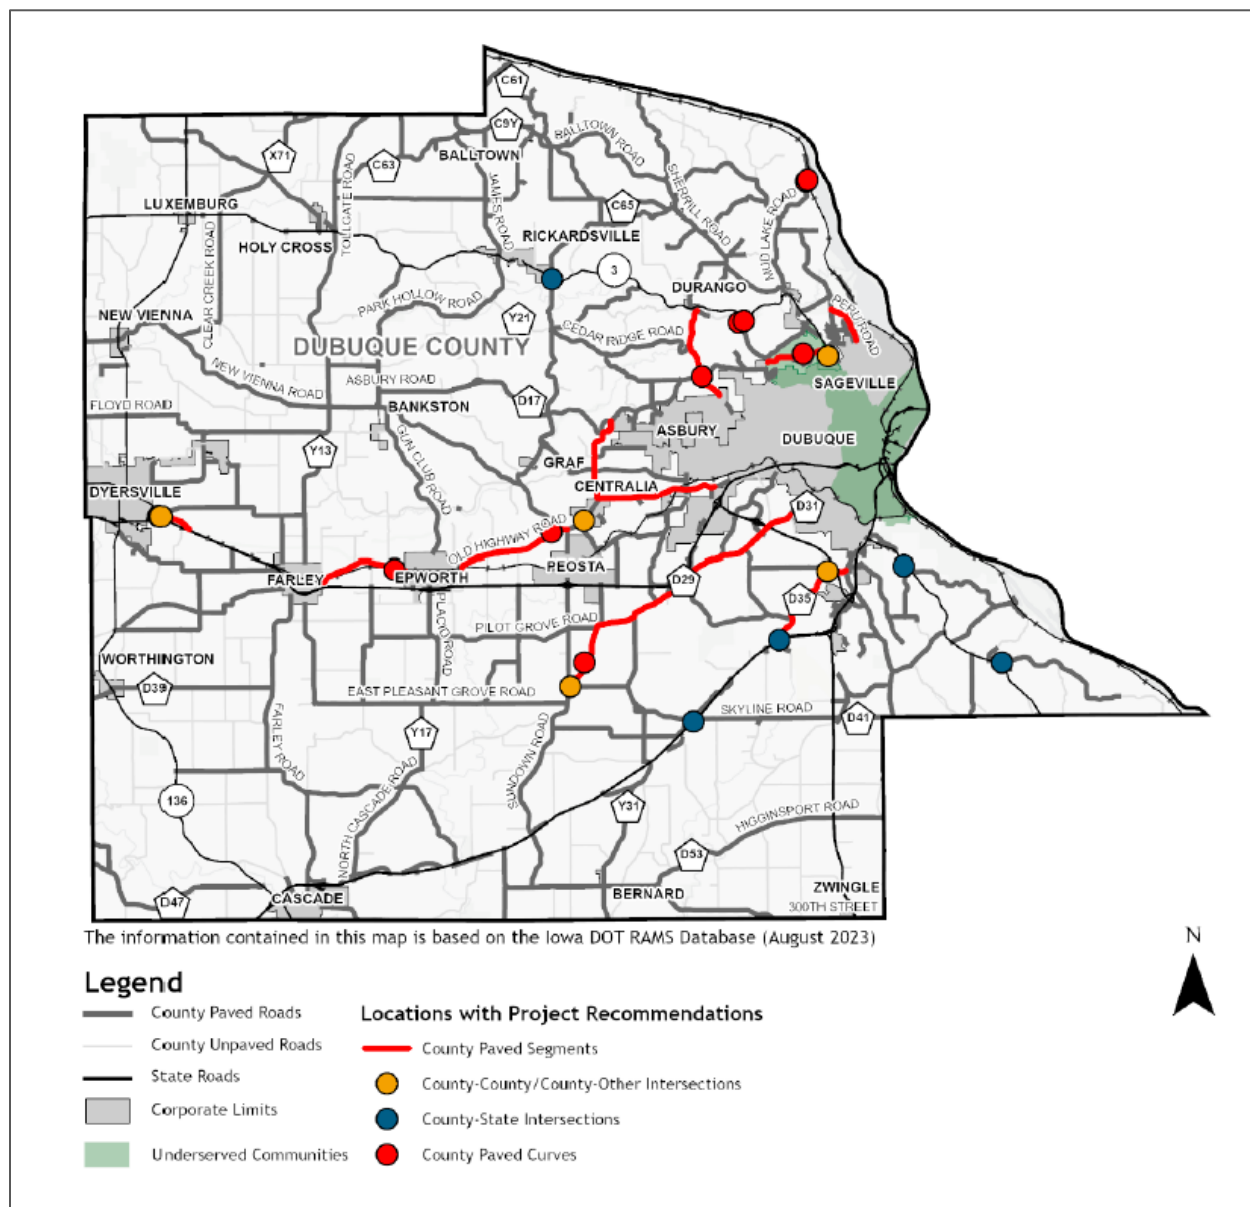 C61
C9Y
BALLTOWN ROAD
X71
C63
BALLTOWN
TOLLGATE ROAD
JAMES ROAD
SHERRILL ROAD
LUXEMBURG
C65
MUD LAKE ROAD
HOLY CROSS
RICKARDSVILLE
CLEAR CREEK ROAD
3
DURANGO
PARK HOLLOW ROAD
PERU ROAD
NEW VIENNA
Y21
CEDAR RIDGE ROAD
DUBUQUE COUNTY
NEW VIENNA ROAD
ASBURY ROAD
SAGEVILLE
FLOYD ROAD
BANKSTON
D17
GUN CLUB ROAD
ASBURY
DUBUQUE
Y13
GRAF
CENTRALIA
DYERSVILLE
D31
OLD HIGHWAY ROAD
PEOSTA
FARLEY
EPWORTH
D29
PLACID ROAD
D35
PILOT GROVE ROAD
WORTHINGTON
D39
EAST PLEASANT GROVE ROAD
SKYLINE ROAD
D41
FARLEY ROAD
Y17
SUNDOWN ROAD
NORTH CASCADE ROAD
136
Y31
HIGGINSPORT ROAD
D53
CASCADE
BERNARD
ZWINGLE
D47
300TH STREET
The information contained in this map is based on the Iowa DOT RAMS Database (August 2023)
N
Legend
County Paved Roads
County Unpaved Roads
State Roads
Corporate Limits
Underserved Communities
Locations with Project Recommendations
County Paved Segments
County-County/County-Other Intersections
County-State Intersections
County Paved Curves